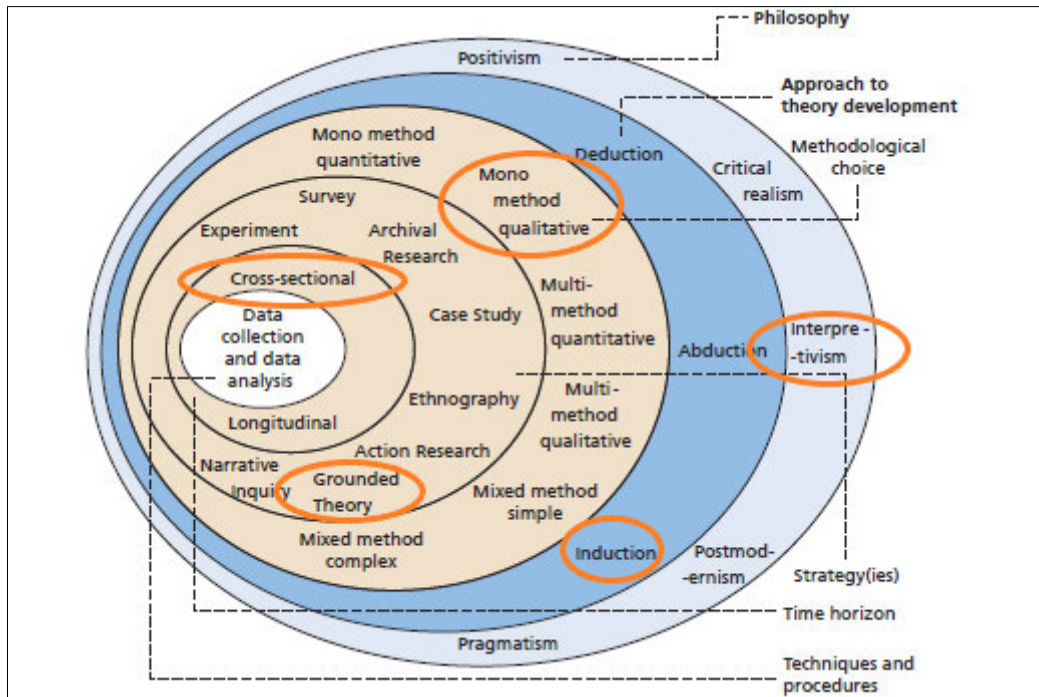 Philosophy
Positivism
Approach to
theory development
Mono method
quantitative
Deduction
Methodological
choice
Critical
realism
Mono
method
qualitative
Survey
Experiment
Archival
Research
Cross-sectional
Multi-
method
quantitative
Data
collection
and data
analysis
Case Study
Interpre -
-tivism
Abduction
Ethnography
Multi-
method
qualitative
Longitudinal
Action Research
Narrative
Inquiry
Grounded
Theory
Mixed method
simple
Mixed method
complex
Induction
Postmod-
-ernism
Strategy(ies)
Time horizon
Pragmatism
Techniques and
procedures